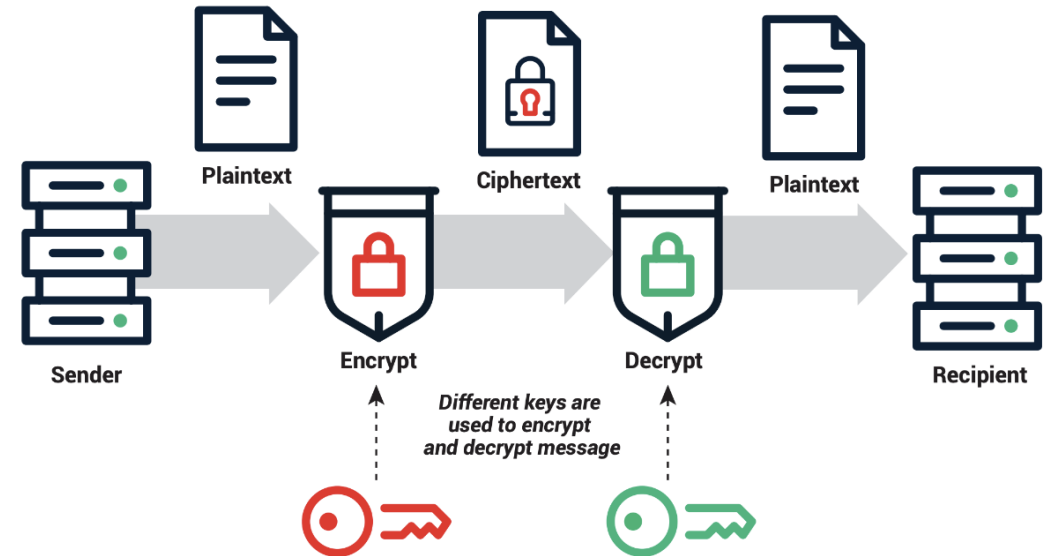 Plaintext
Ciphertext
Plaintext
Sender
Encrypt
Decrypt
Recipient
Different keys are
used to encrypt
and decrypt message